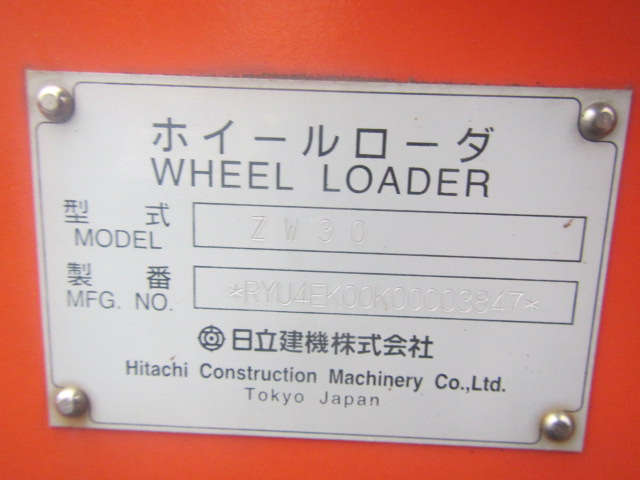 ホイールローダ
WHEEL LOADER
型式 ZW30
MODEL
製番 *RYU4EK00K00003847*
MFG. NO.
日立建機株式会社
Hitachi Construction Machinery Co.,Ltd.
Tokyo Japan